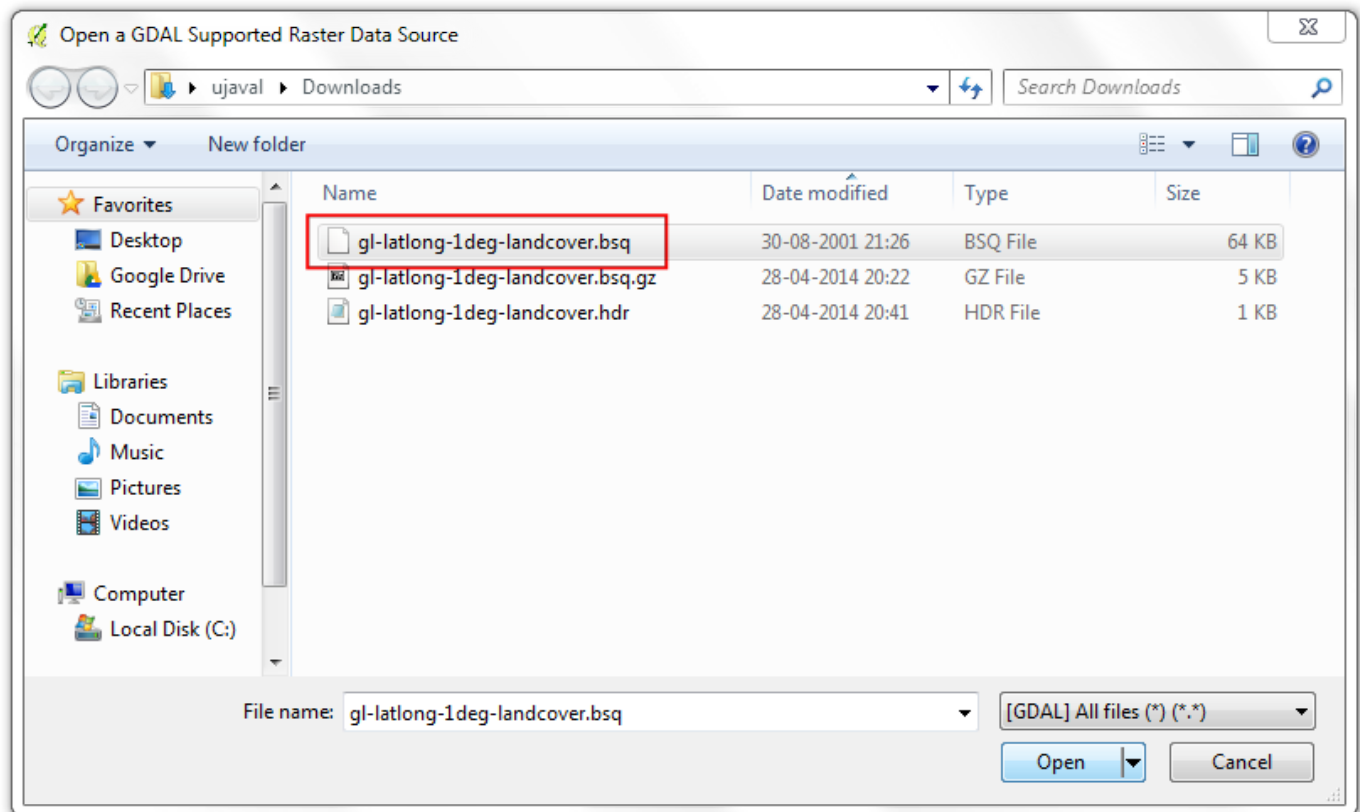 Open a GDAL Supported Raster Data Source
ujaval Downloads Search Downloads
Organize New folder
Name Date modified Type Size
Favorites
Desktop gl-latlong-1deg-landcover.bsq 30-08-2001 21:26 BSQ File 64 KB
Google Drive gl-latlong-1deg-landcover.bsq.gz 28-04-2014 20:22 GZ File 5 KB
Recent Places gl-latlong-1deg-landcover.hdr 28-04-2014 20:41 HDR File 1 KB
Libraries
Documents
Music
Pictures
Videos
Computer
Local Disk (C:)
File name: gl-latlong-1deg-landcover.bsq [GDAL] All files (*) (*.*)
Open Cancel